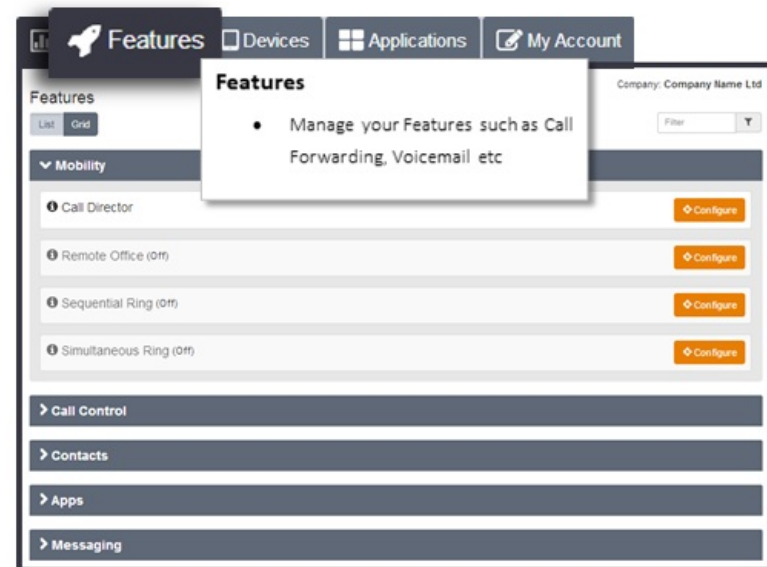 Features
Devices
Applications
My Account
Features
• Manage your Features such as Call
Forwarding, Voicemail etc
Company: Company Name Ltd
Features
List Grid
Filter
Mobility
Call Director
Configure
Remote Office (Off)
Configure
Sequential Ring (Off)
Configure
Simultaneous Ring (Off)
Configure
Call Control
Contacts
Apps
Messaging